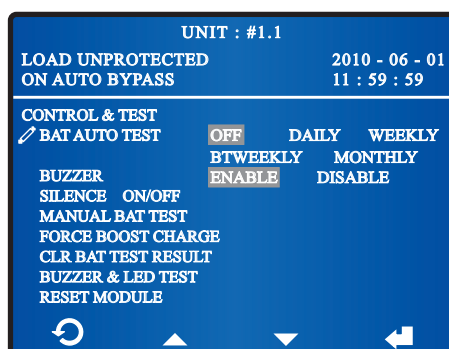 UNIT : #1.1
LOAD UNPROTECTED 2010 - 06 - 01
ON AUTO BYPASS 11 : 59 : 59
CONTROL & TEST
BAT AUTO TEST OFF DAILY WEEKLY
BTWEEKLY MONTHLY
BUZZER ENABLE DISABLE
SILENCE ON/OFF
MANUAL BAT TEST
FORCE BOOST CHARGE
CLR BAT TEST RESULT
BUZZER & LED TEST
RESET MODULE